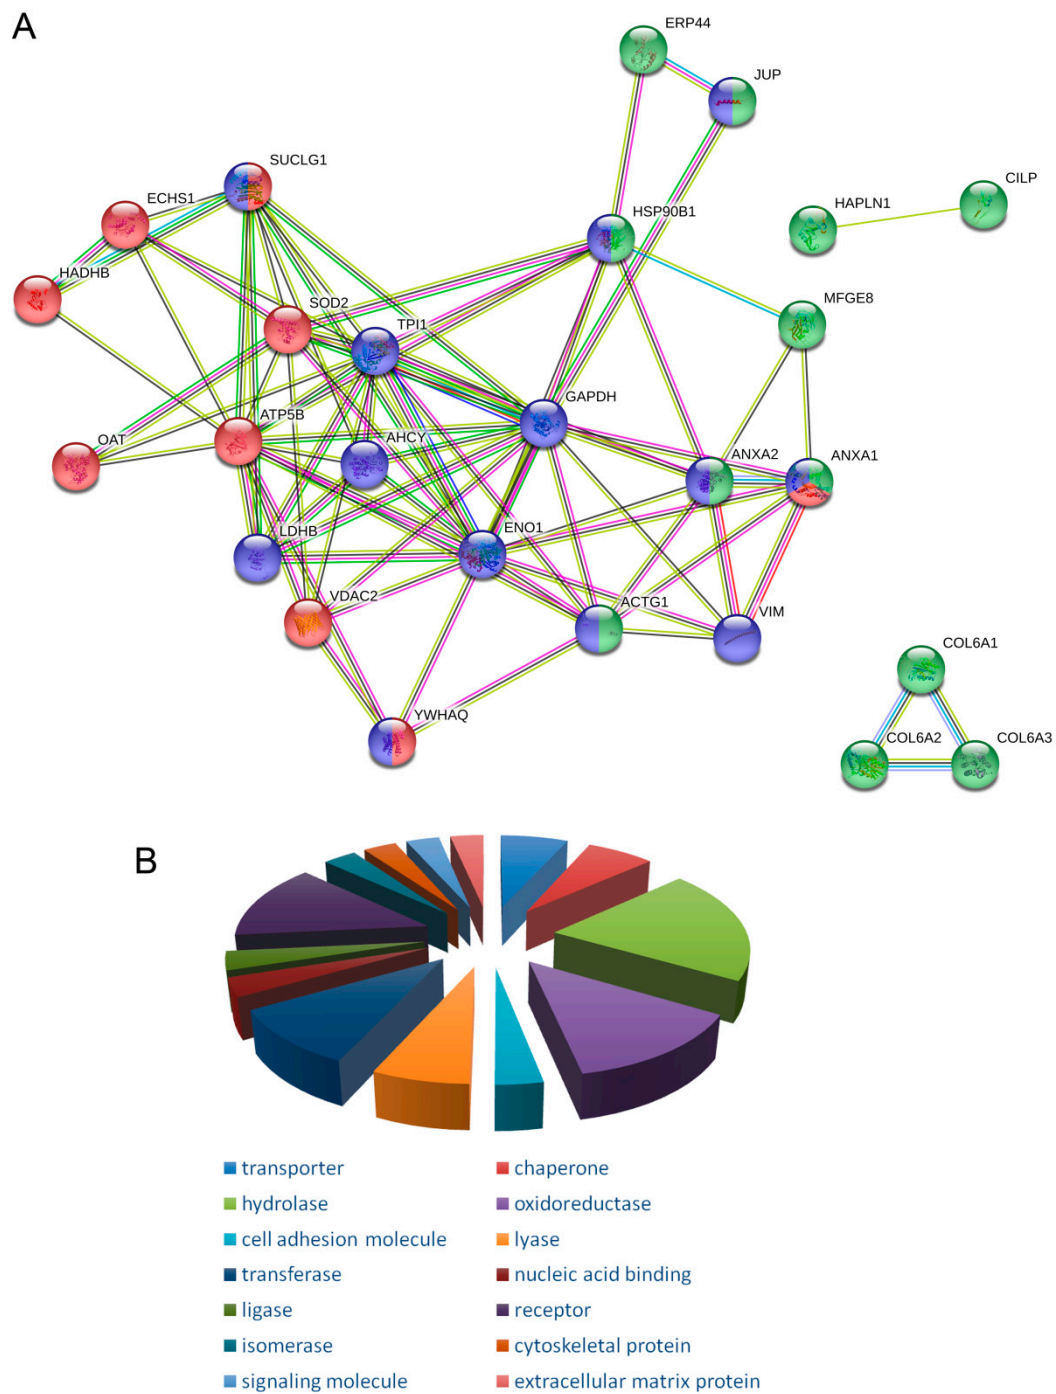 A
ERP44
JUP
SUCLG1
ECHS1
CILP
HAPLN1
HSP90B1
HADHB
SOD2
MFGE8
TPI1
GAPDH
ATP5B
AHCY
OAT
ANXA2
ANXA1
LDHB
ENO1
VDAC2
ACTG1
VIM
COL6A1
YWHAQ
COL6A2
COL6A3
B
transporter
chaperone
hydrolase
oxidoreductase
cell adhesion molecule
lyase
transferase
nucleic acid binding
ligase
receptor
isomerase
cytoskeletal protein
signaling molecule
extracellular matrix protein